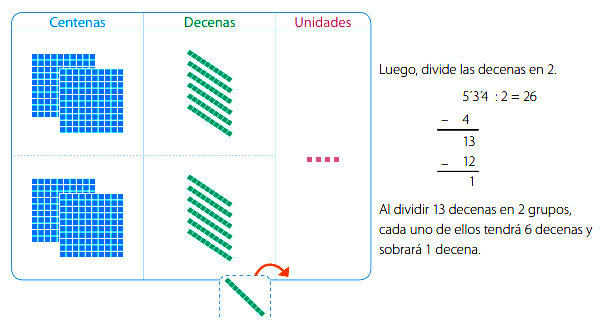 Centenas Decenas Unidades
Luego, divide las decenas en 2.
5´3´4 : 2 = 26
– 4
13
– 12
1
Al dividir 13 decenas en 2 grupos,
cada uno de ellos tendrá 6 decenas y
sobrará 1 decena.